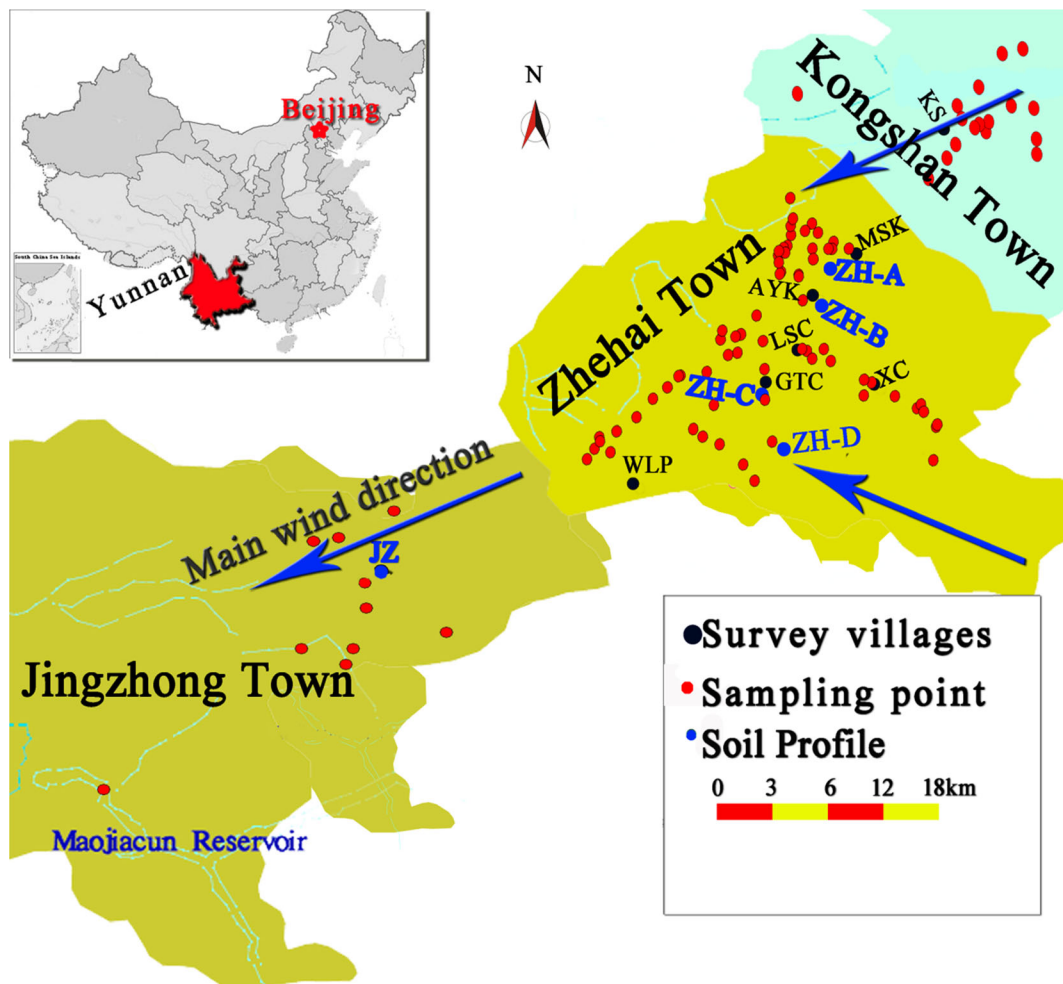 Beijing
South China Sea Islands
Yunnan
N
Kongshan Town
KS
Zhehai Town
MSK
ZH-A
AYK
ZH-B
LSC
GTC
XC
ZH-C
ZH-D
WLP
Main wind direction
JZ
Jingzhong Town
Maojiacun Reservoir
Survey villages
Sampling point
Soil Profile
0 3 6 12 18km